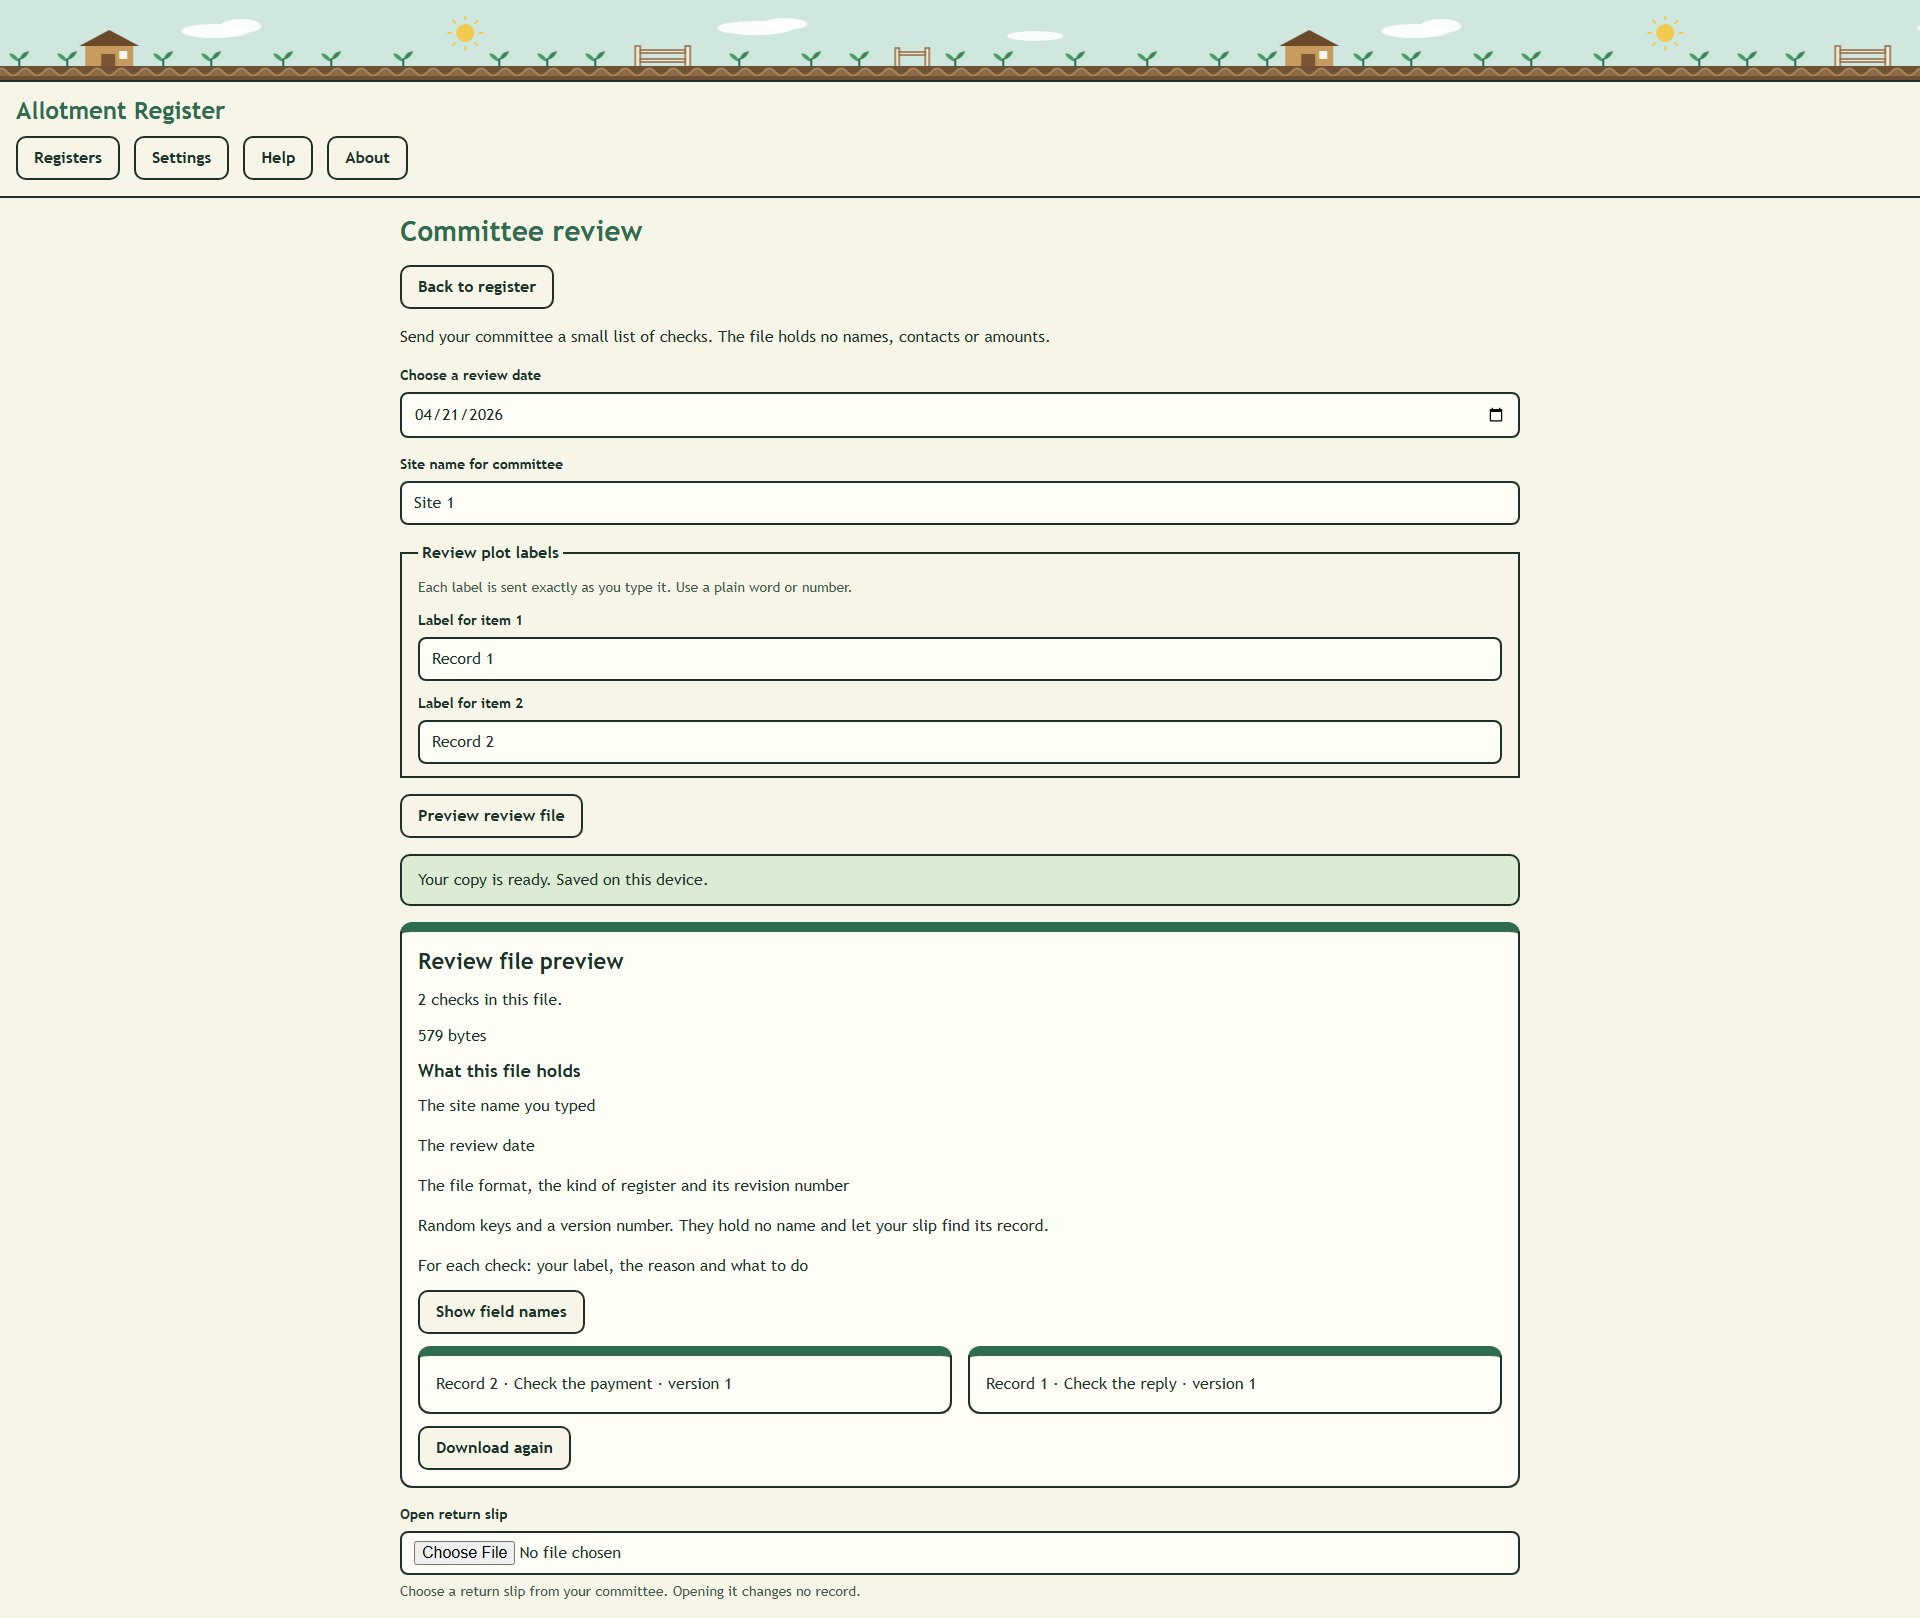 Allotment Register
Registers
Settings
Help
About
Committee review
Back to register
Send your committee a small list of checks. The file holds no names, contacts or amounts.
Choose a review date
04/21/2026
Site name for committee
Site 1
Review plot labels
Each label is sent exactly as you type it. Use a plain word or number.
Label for item 1
Record 1
Label for item 2
Record 2
Preview review file
Your copy is ready. Saved on this device.
Review file preview
2 checks in this file.
579 bytes
What this file holds
The site name you typed
The review date
The file format, the kind of register and its revision number
Random keys and a version number. They hold no name and let your slip find its record.
For each check: your label, the reason and what to do
Show field names
Record 2 · Check the payment · version 1
Record 1 · Check the reply · version 1
Download again
Open return slip
Choose File No file chosen
Choose a return slip from your committee. Opening it changes no record.